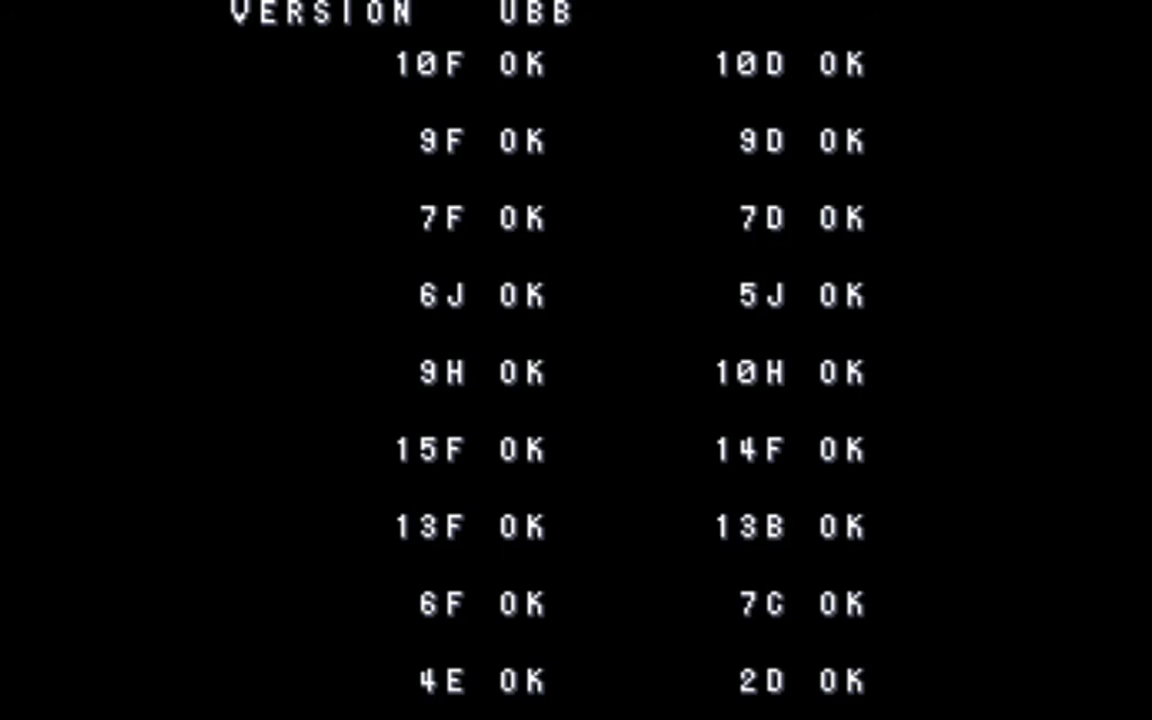 VERSION UBB
10F OK 10D OK
9F OK 9D OK
7F OK 7D OK
6J OK 5J OK
9H OK 10H OK
15F OK 14F OK
13F OK 13B OK
6F OK 7G OK
4E OK 2D OK